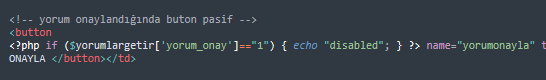 <!-- yorum onaylandığında buton pasif -->
<button
<?php if ($yorumlargetir['yorum_onay']=="1") { echo "disabled"; } ?> name="yorumonayla" t
ONAYLA </button></td>